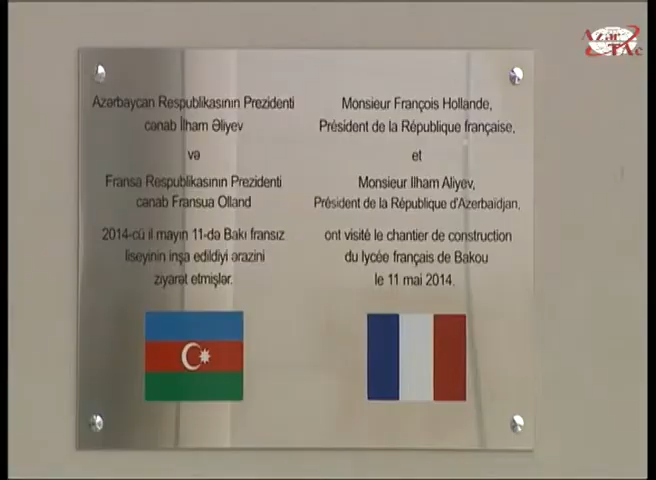 Azər
TAc
Azərbaycan Respublikasının Prezidenti
cənab İlham Əliyev
və
Fransa Respublikasının Prezidenti
cənab Fransua Olland
2014-cü il mayın 11-də Bakı fransız
liseyinin inşa edildiyi ərazini
ziyarət etmişlər.
Monsieur François Hollande,
Président de la République française,
et
Monsieur Ilham Aliyev,
Président de la République d'Azerbaïdjan,
ont visité le chantier de construction
du lycée français de Bakou
le 11 mai 2014.